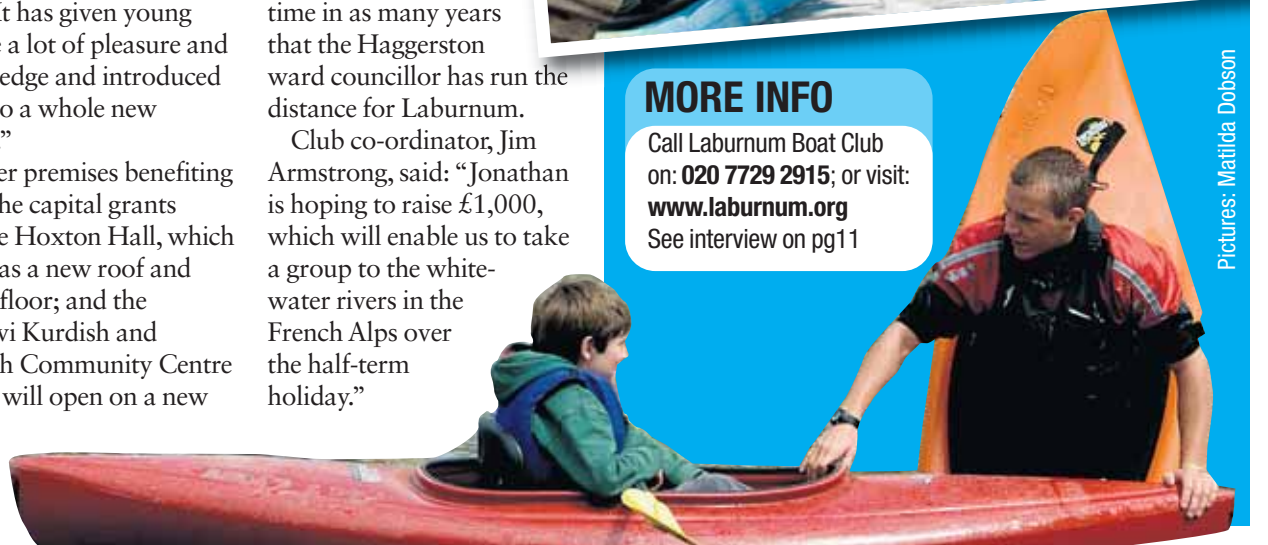 It has given young
a lot of pleasure and
and introduced
a whole new
.”
premises benefiting
capital grants
Hoxton Hall, which
a new roof and
floor; and the
Kurdish and
Community Centre
will open on a new
time in as many years
that the Haggerston
ward councillor has run the
distance for Laburnum.
Club co-ordinator, Jim
Armstrong, said: “Jonathan
is hoping to raise £1,000,
which will enable us to take
a group to the white-
water rivers in the
French Alps over
the half-term
holiday.”
MORE INFO
Call Laburnum Boat Club
on: 020 7729 2915; or visit:
www.laburnum.org
See interview on pg11
Pictures: Matilda Dobson